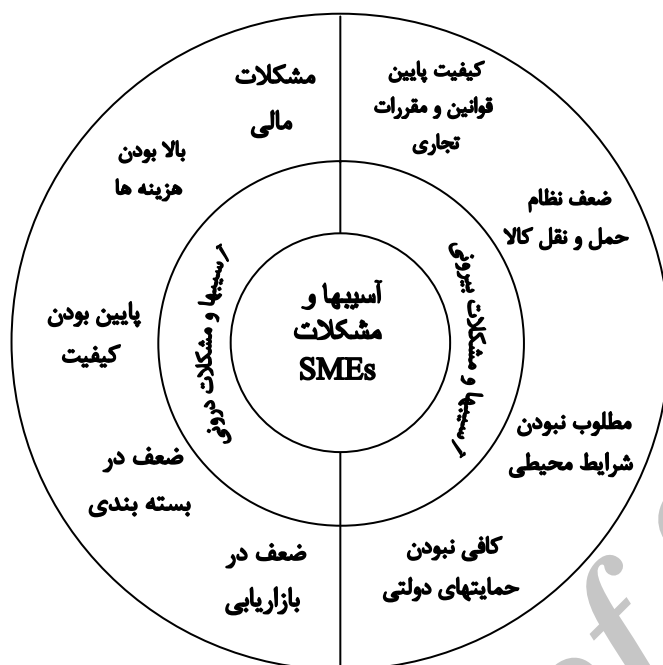 آسیبها و
مشکلات
SMEs
آسیبها و مشکلات بیرونی
کیفیت پایین
قوانین و مقررات
تجاری
ضعف نظام
حمل و نقل کالا
مطلوب نبودن
شرایط محیطی
کافی نبودن
حمایتهای دولتی
آسیبها و مشکلات درونی
مشکلات
مالی
بالا بودن
هزینه ها
پایین بودن
کیفیت
ضعف در
بسته بندی
ضعف در
بازاریابی